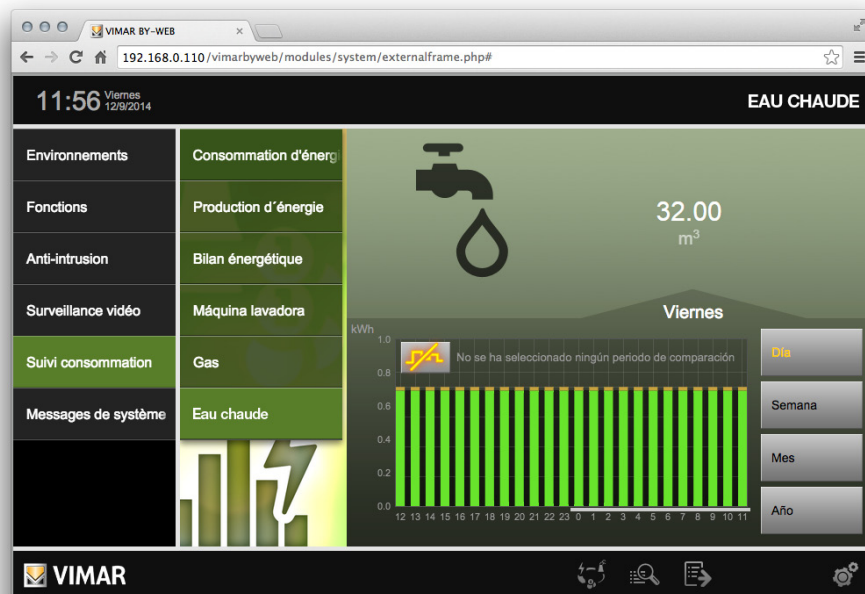 VIMAR BY-WEB
192.168.0.110/vimarbyweb/modules/system/externalframe.php#
11:56 Viernes
12/9/2014
EAU CHAUDE
Environnements
Fonctions
Anti-intrusion
Surveillance vidéo
Suivi consommation
Messages de système
Consommation d'énergi
Production d´énergie
Bilan énergétique
Máquina lavadora
Gas
Eau chaude
32.00
m³
Viernes
kWh
1.0
0.8
0.6
0.4
0.2
0.0
No se ha seleccionado ningún periodo de comparación
12 13 14 15 16 17 18 19 20 21 22 23 0 1 2 3 4 5 6 7 8 9 10 11
Día
Semana
Mes
Año
VIMAR